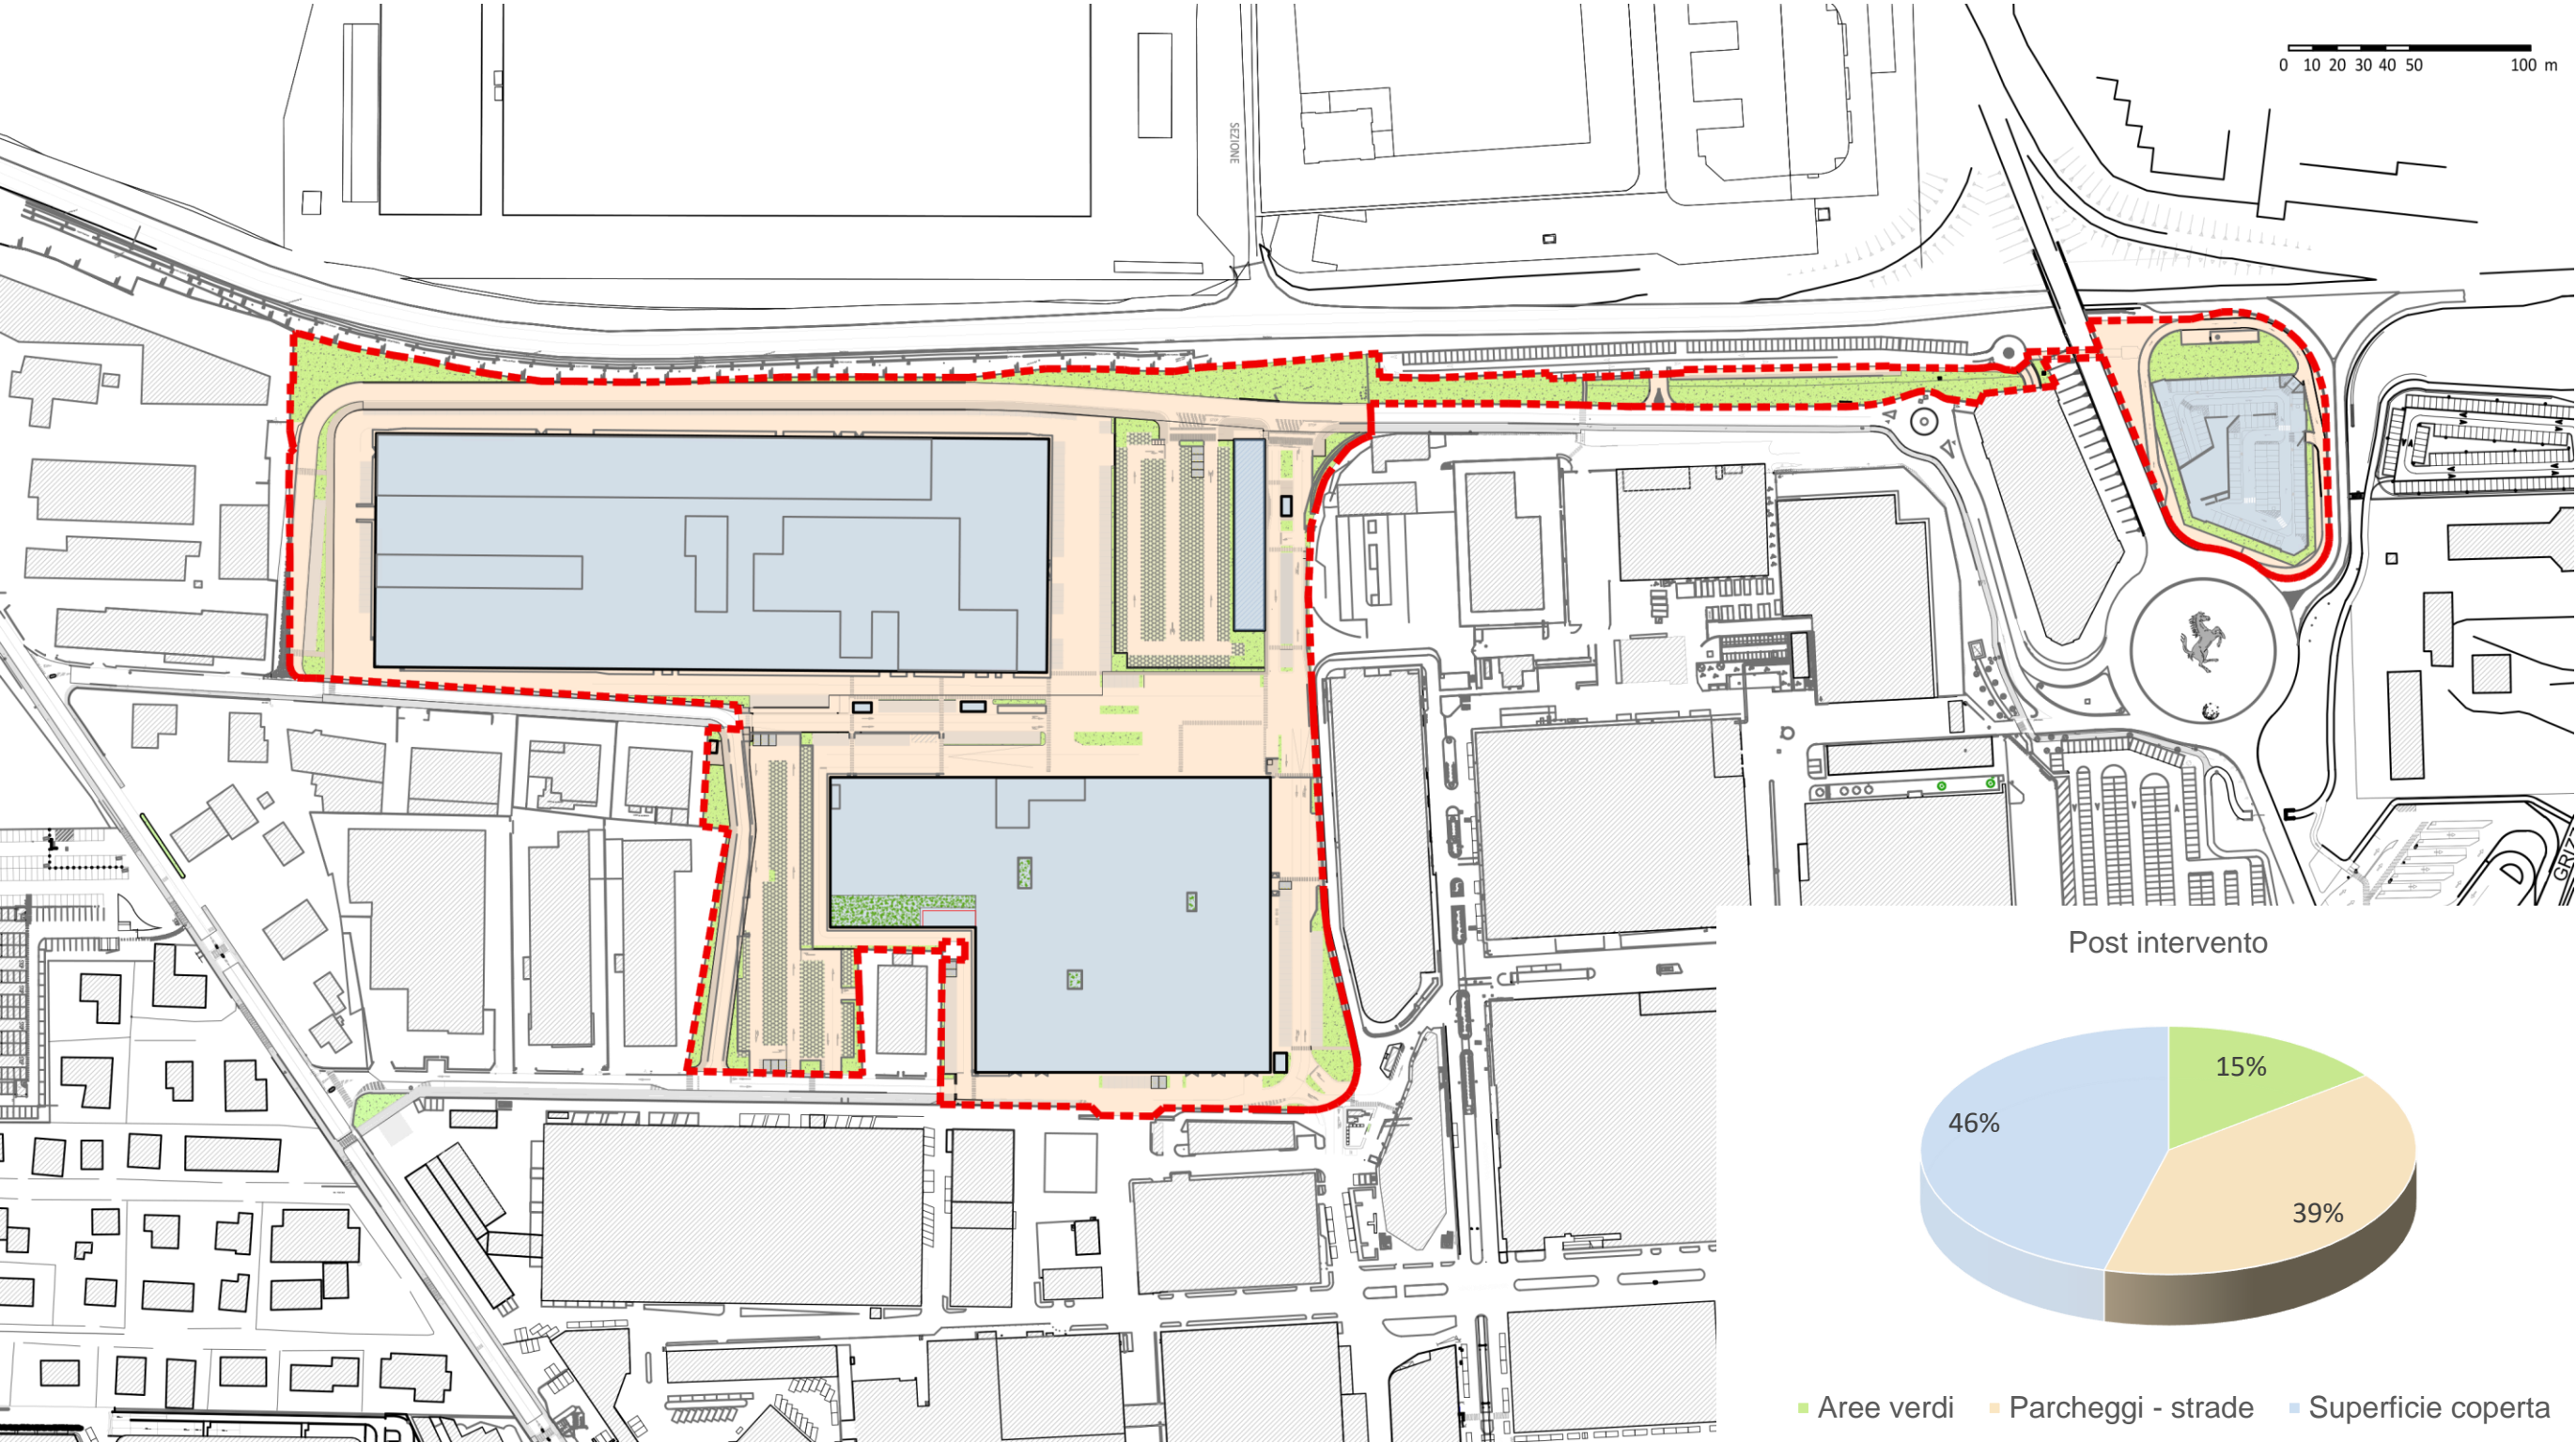 0 10 20 30 40 50 100 m
SEZIONE
Post intervento
15%
46%
39%
Aree verdi
Parcheggi - strade
Superficie coperta